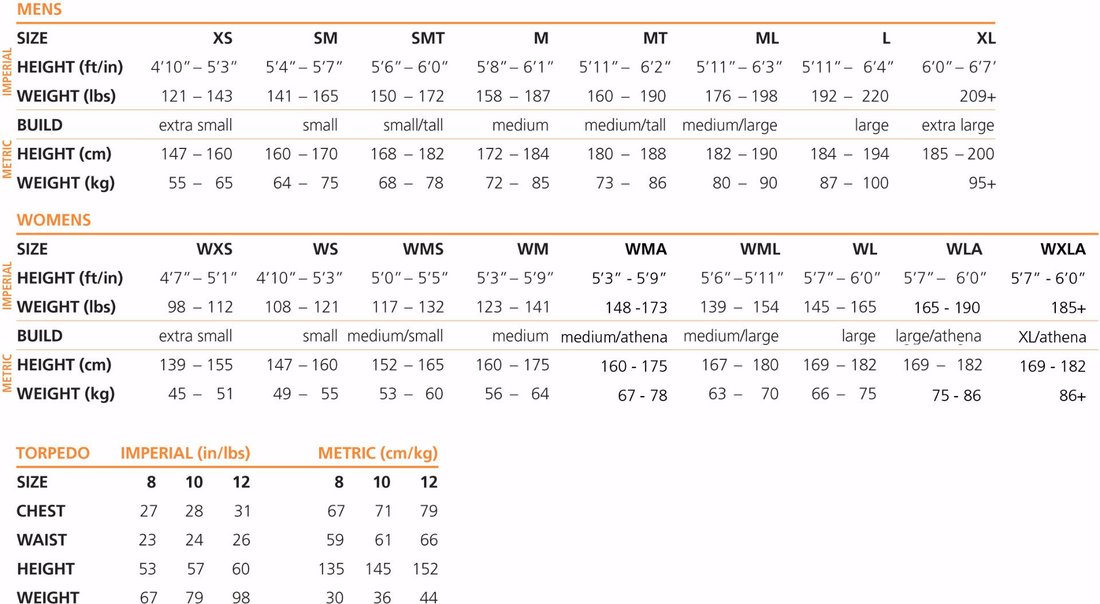 MENS
SIZE XS SM SMT M MT ML L XL
IMPERIAL
HEIGHT (ft/in) 4’10” – 5’3” 5’4” – 5’7” 5’6” – 6’0” 5’8” – 6’1” 5’11” – 6’2” 5’11” – 6’3” 5’11” – 6’4” 6’0” – 6’7’
WEIGHT (lbs) 121 – 143 141 – 165 150 – 172 158 – 187 160 – 190 176 – 198 192 – 220 209+
BUILD extra small small small/tall medium medium/tall medium/large large extra large
METRIC
HEIGHT (cm) 147 – 160 160 – 170 168 – 182 172 – 184 180 – 188 182 – 190 184 – 194 185 – 200
WEIGHT (kg) 55 – 65 64 – 75 68 – 78 72 – 85 73 – 86 80 – 90 87 – 100 95+
WOMENS
SIZE WXS WS WMS WM WMA WML WL WLA WXLA
IMPERIAL
HEIGHT (ft/in) 4’7” – 5’1” 4’10” – 5’3” 5’0” – 5’5” 5’3” – 5’9” 5’3” - 5’9” 5’6” – 5’11” 5’7” – 6’0” 5’7” – 6’0” 5’7” - 6’0”
WEIGHT (lbs) 98 – 112 108 – 121 117 – 132 123 – 141 148 -173 139 – 154 145 – 165 165 - 190 185+
BUILD extra small small medium/small medium medium/athena medium/large large large/athena XL/athena
METRIC
HEIGHT (cm) 139 – 155 147 – 160 152 – 165 160 – 175 160 - 175 167 – 180 169 – 182 169 – 182 169 - 182
WEIGHT (kg) 45 – 51 49 – 55 53 – 60 56 – 64 67 - 78 63 – 70 66 – 75 75 - 86 86+
TORPEDO IMPERIAL (in/lbs) METRIC (cm/kg)
SIZE 8 10 12 8 10 12
CHEST 27 28 31 67 71 79
WAIST 23 24 26 59 61 66
HEIGHT 53 57 60 135 145 152
WEIGHT 67 79 98 30 36 44